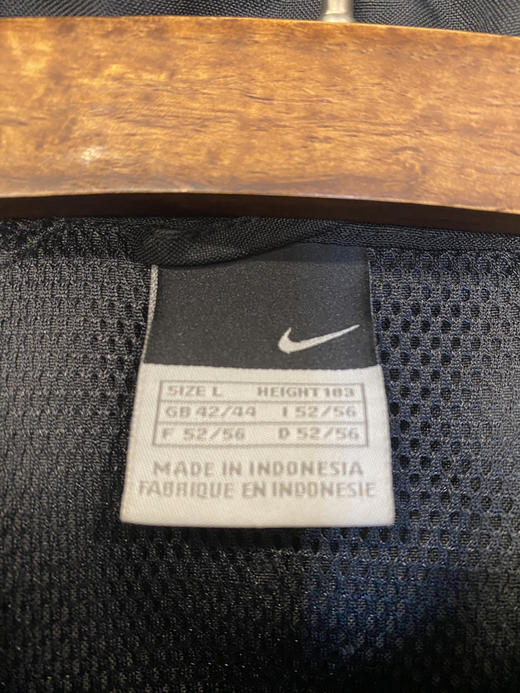 SIZE L HEIGHT 183
GB 42/44 I 52/56
F 52/56 D 52/56
MADE IN INDONESIA
FABRIQUE EN INDONESIE